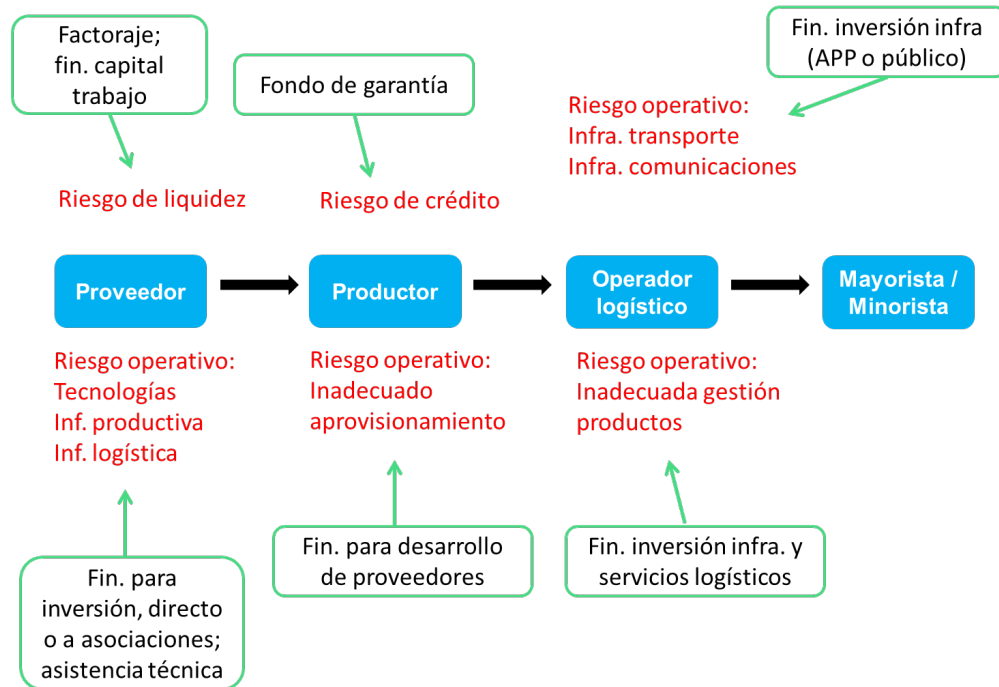 Factoraje;
fin. capital
trabajo
Fondo de garantía
Fin. inversión infra
(APP o público)
Riesgo operativo:
Infra. transporte
Infra. comunicaciones
Riesgo de liquidez
Riesgo de crédito
Proveedor
Productor
Operador
logístico
Mayorista /
Minorista
Riesgo operativo:
Tecnologías
Inf. productiva
Inf. logística
Riesgo operativo:
Inadecuado
aprovisionamiento
Riesgo operativo:
Inadecuada gestión
productos
Fin. para
inversión, directo
o a asociaciones;
asistencia técnica
Fin. para desarrollo
de proveedores
Fin. inversión infra. y
servicios logísticos